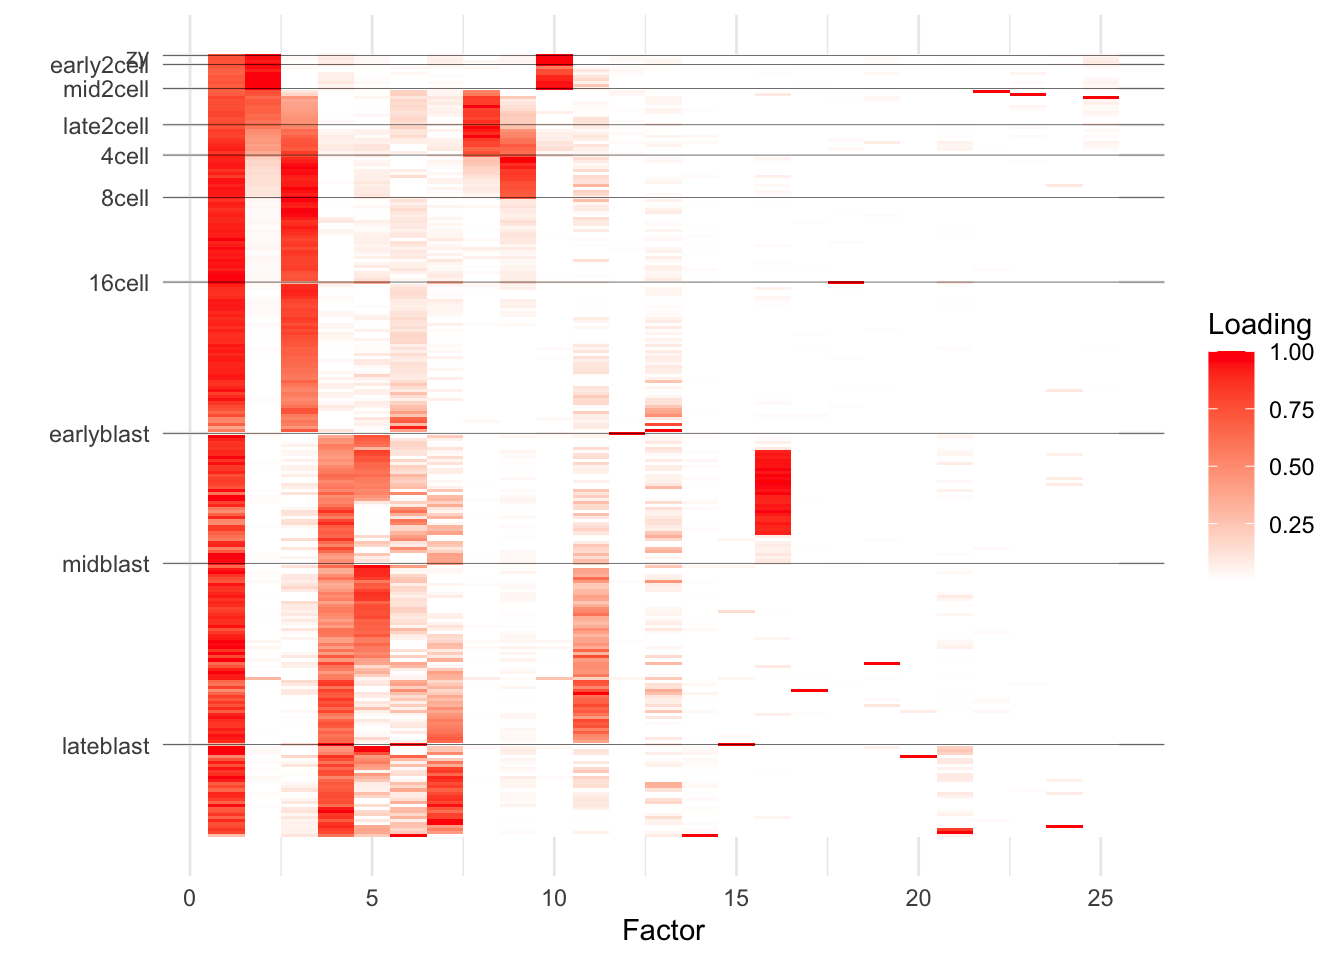 zy
early2cell
mid2cell
late2cell
4cell
8cell
16cell
earlyblast
midblast
lateblast
Loading
1.00
0.75
0.50
0.25
0 5 10 15 20 25
Factor